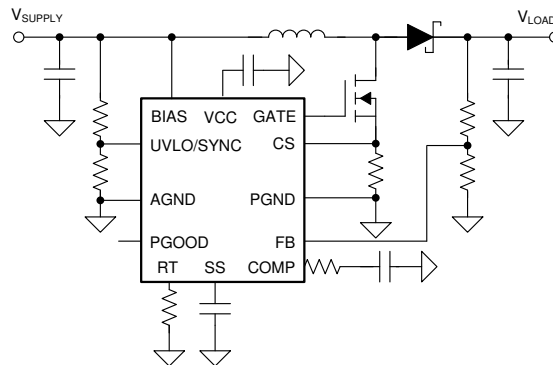 VSUPPLY
VLOAD
BIAS
VCC
GATE
UVLO/SYNC
CS
AGND
PGND
PGOOD
FB
RT
SS
COMP